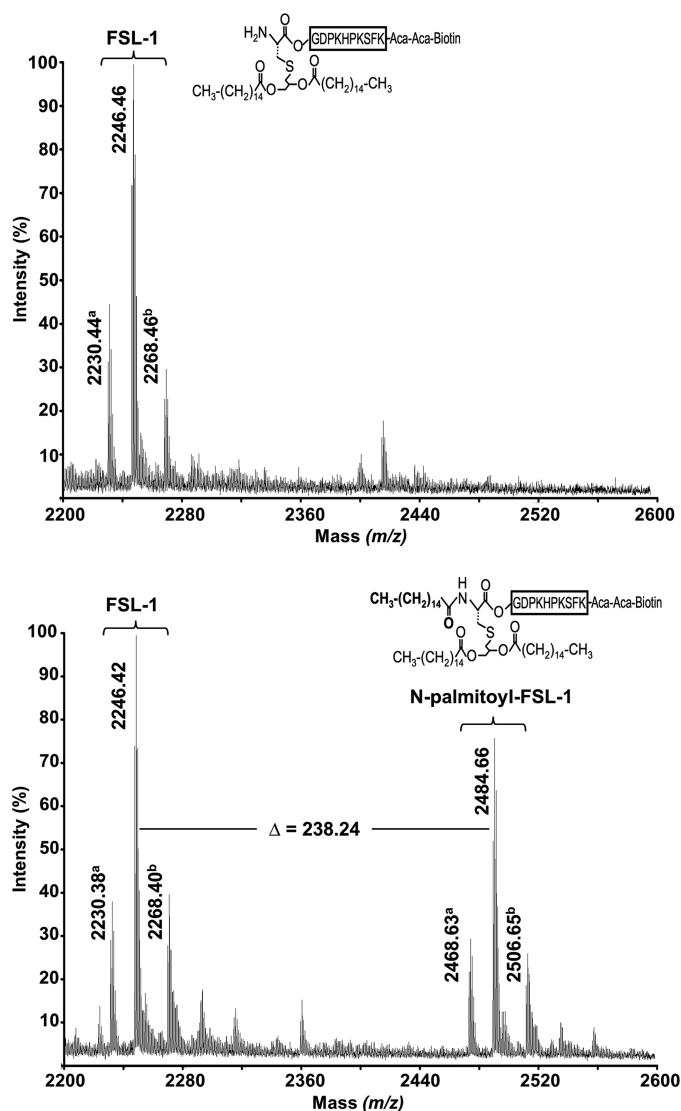 FSL-1
H₂N
O
O
GDPKHPKSFK
-Aca-Aca-Biotin
S
O
O
CH₃-(CH₂)₁₄
O
O
(CH₂)₁₄-CH₃
Intensity (%)
100
90
80
70
60
50
40
30
20
10
2230.44ᵃ
2246.46
2268.46ᵇ
2200
2280
2360
2440
2520
2600
Mass (m/z)
FSL-1
CH₃-(CH₂)₁₄
H
N
O
O
O
GDPKHPKSFK
-Aca-Aca-Biotin
S
O
O
CH₃-(CH₂)₁₄
O
O
(CH₂)₁₄-CH₃
N-palmitoyl-FSL-1
Intensity (%)
100
90
80
70
60
50
40
30
20
10
2230.38ᵃ
2246.42
2268.40ᵇ
Δ = 238.24
2468.63ᵃ
2484.66
2506.65ᵇ
2200
2280
2360
2440
2520
2600
Mass (m/z)